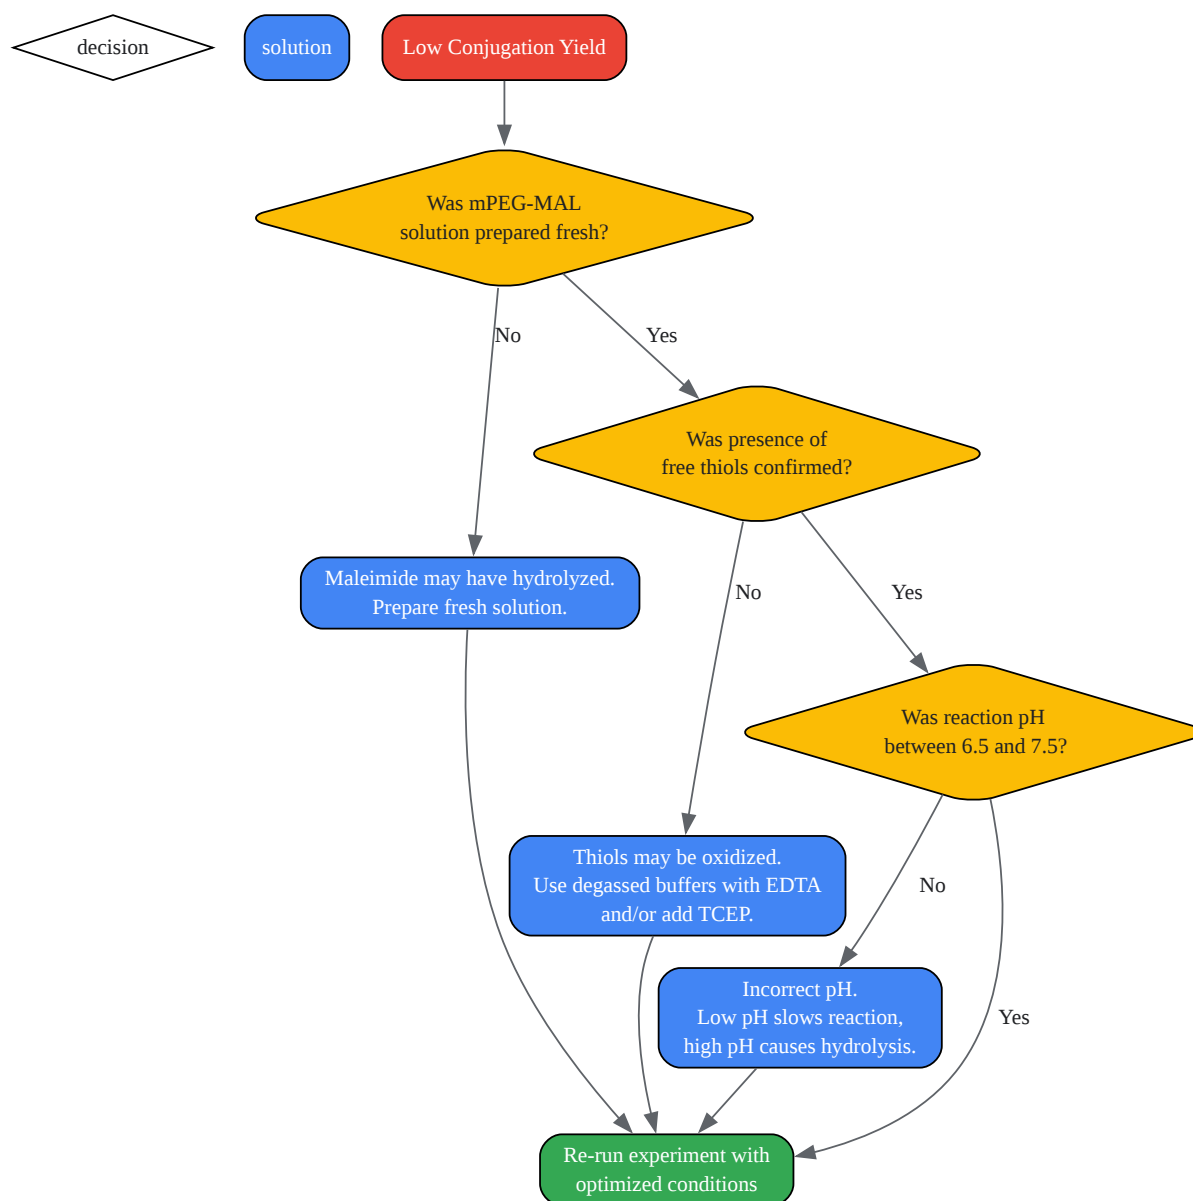 decision
solution
Low Conjugation Yield
Was mPEG-MAL
solution prepared fresh?
No
Yes
Was presence of
free thiols confirmed?
Maleimide may have hydrolyzed.
Prepare fresh solution.
No
Yes
Was reaction pH
between 6.5 and 7.5?
Thiols may be oxidized.
Use degassed buffers with EDTA
and/or add TCEP.
No
Incorrect pH.
Low pH slows reaction,
high pH causes hydrolysis.
Yes
Re-run experiment with
optimized conditions